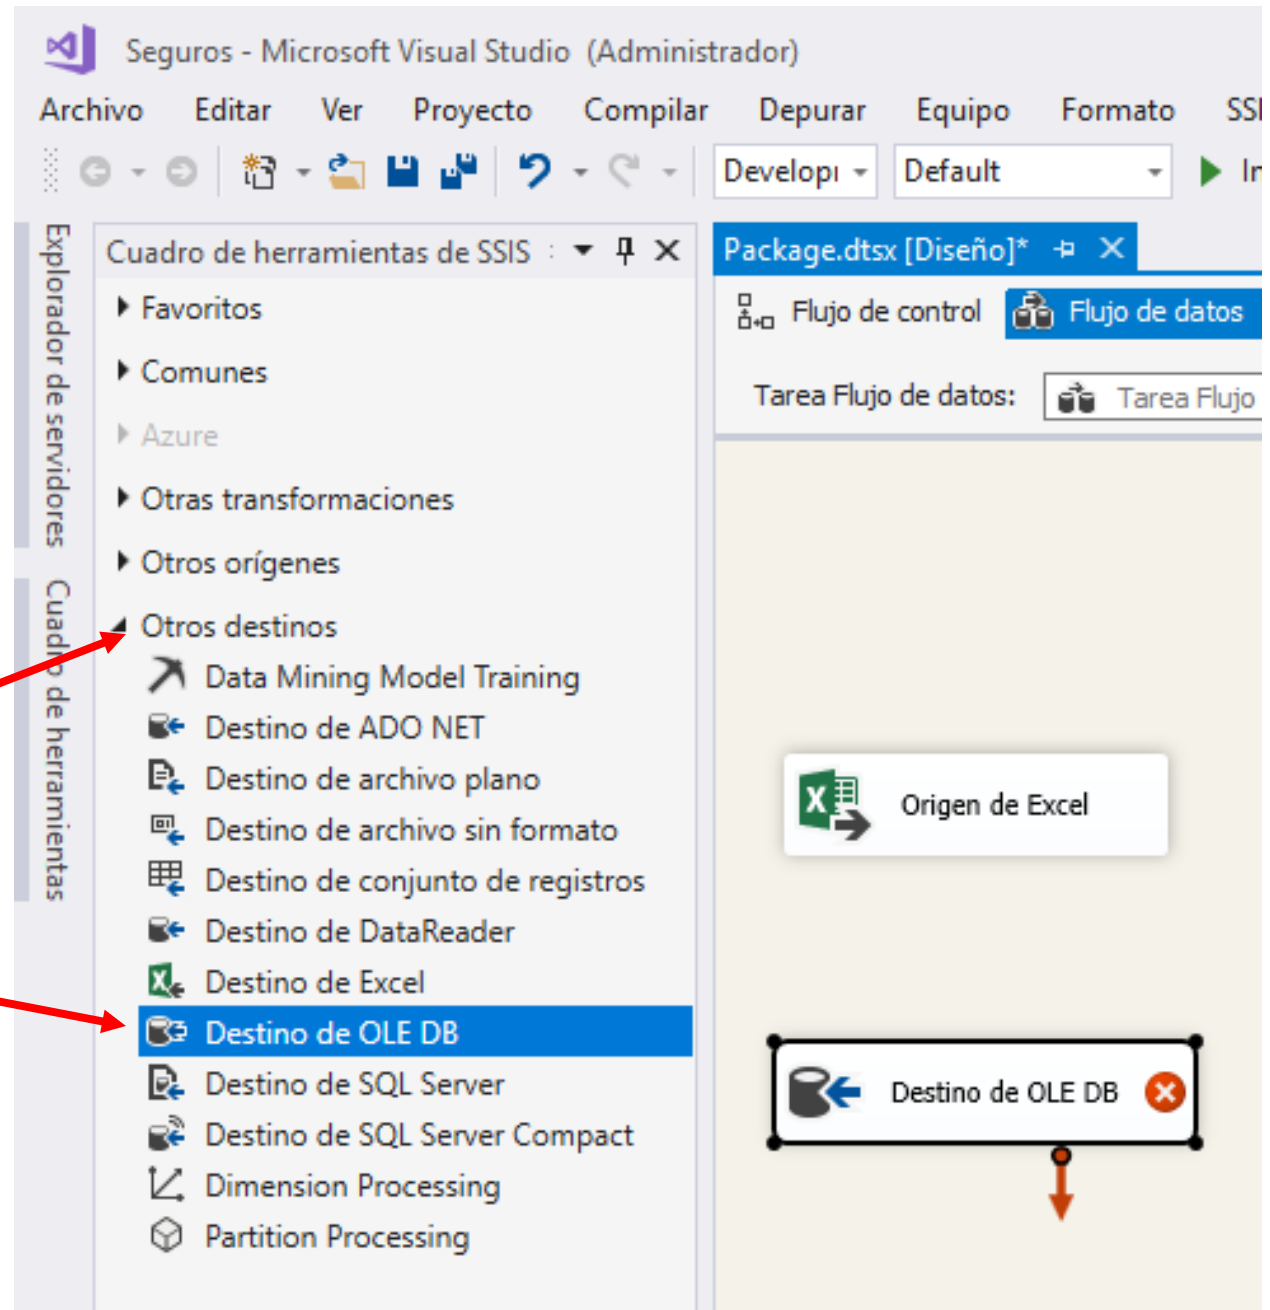 Seguros - Microsoft Visual Studio (Administrador)
Archivo Editar Ver Proyecto Compilar Depurar Equipo Formato SSI
Developı Default In
Explorador de servidores
Cuadro de herramientas
Cuadro de herramientas de SSIS
Favoritos
Comunes
Azure
Otras transformaciones
Otros orígenes
Otros destinos
Data Mining Model Training
Destino de ADO NET
Destino de archivo plano
Destino de archivo sin formato
Destino de conjunto de registros
Destino de DataReader
Destino de Excel
Destino de OLE DB
Destino de SQL Server
Destino de SQL Server Compact
Dimension Processing
Partition Processing
Package.dtsx [Diseño]*
Flujo de control Flujo de datos
Tarea Flujo de datos: Tarea Flujo
Origen de Excel
Destino de OLE DB